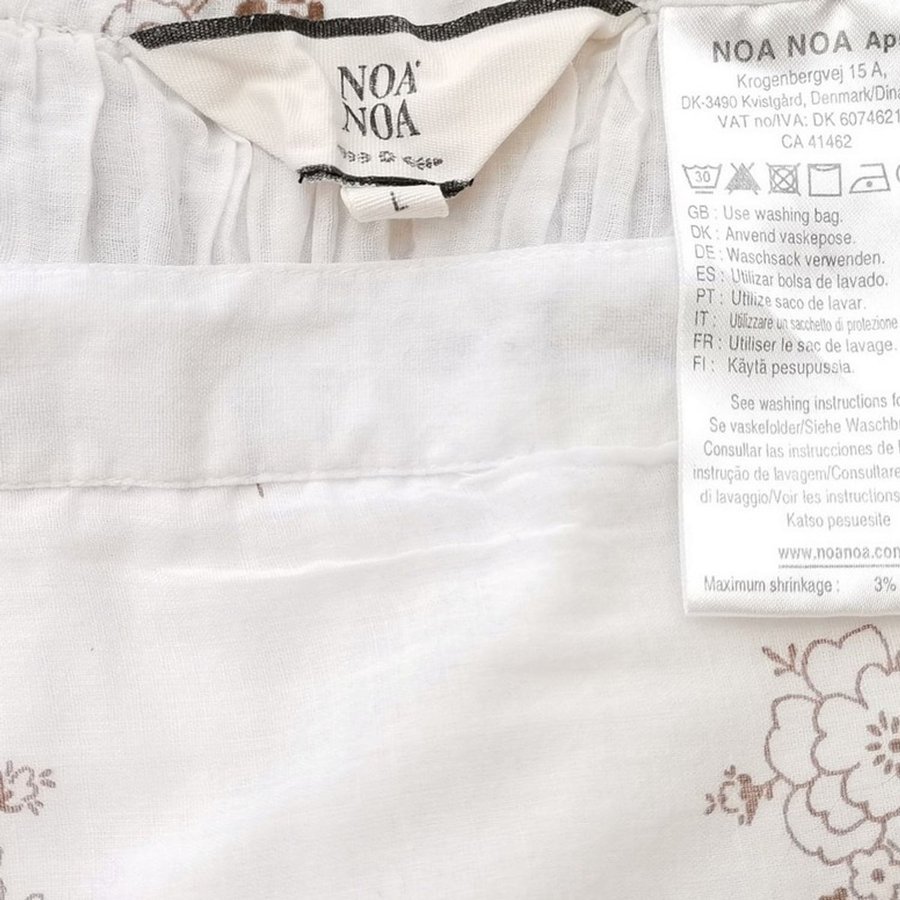 NOA
NOA
L
NOA NOA Ap
Krogenbergvej 15 A,
DK-3490 Kvistgård, Denmark/Dina
VAT no/IVA: DK 6074621
CA 41462
30
GB : Use washing bag.
DK : Anvend vaskepose.
DE : Waschsack verwenden.
ES : Utilizar bolsa de lavado.
PT : Utilize saco de lavar.
IT : Utilizzare un sacchetto di protezione
FR : Utiliser le sac de lavage.
FI : Käytä pesupussia.
See washing instructions fo
Se vaskefolder/Siehe Waschb
Consultar las instrucciones de l
instrução de lavagem/Consultare
di lavaggio/Voir les instructions
Katso pesuesite
www.noanoa.com
Maximum shrinkage : 3%